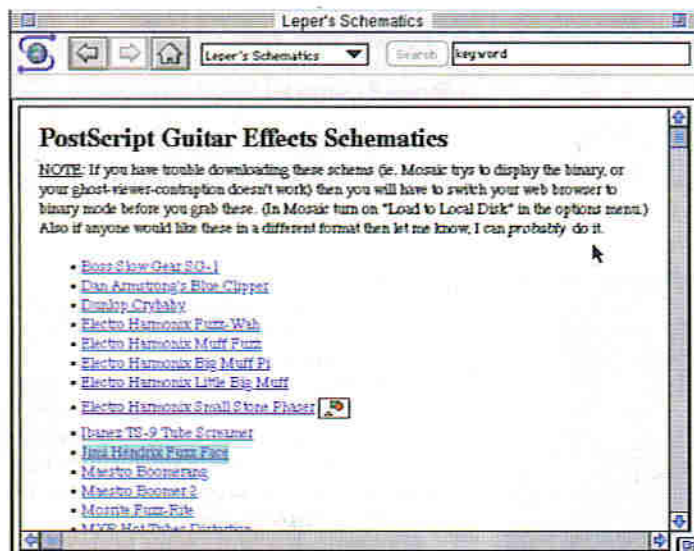 Leper's Schematics
Leper's Schematics
Search
keyword
PostScript Guitar Effects Schematics
NOTE: If you have trouble downloading these schems (ie. Mosaic trys to display the binary, or
your ghost-viewer-contraption doesn't work) then you will have to switch your web browser to
binary mode before you grab these. (In Mosaic turn on "Load to Local Disk" in the options menu.)
Also if anyone would like these in a different format then let me know, I can probably do it.
• Boss Slow Gear SG-1
• Dan Armstrong's Blue Clipper
• Dunlop Crybaby
• Electro Harmonix Fuzz-Wah
• Electro Harmonix Muff Fuzz
• Electro Harmonix Big Muff Pi
• Electro Harmonix Little Big Muff
• Electro Harmonix Small Stone Phaser
• Ibanez TS-9 Tube Screamer
• Jimi Hendrix Fuzz Face
• Maestro Boomerang
• Maestro Boomer 2
• Mosrite Fuzz-Rite
• MXR Hot Tubes Distortion